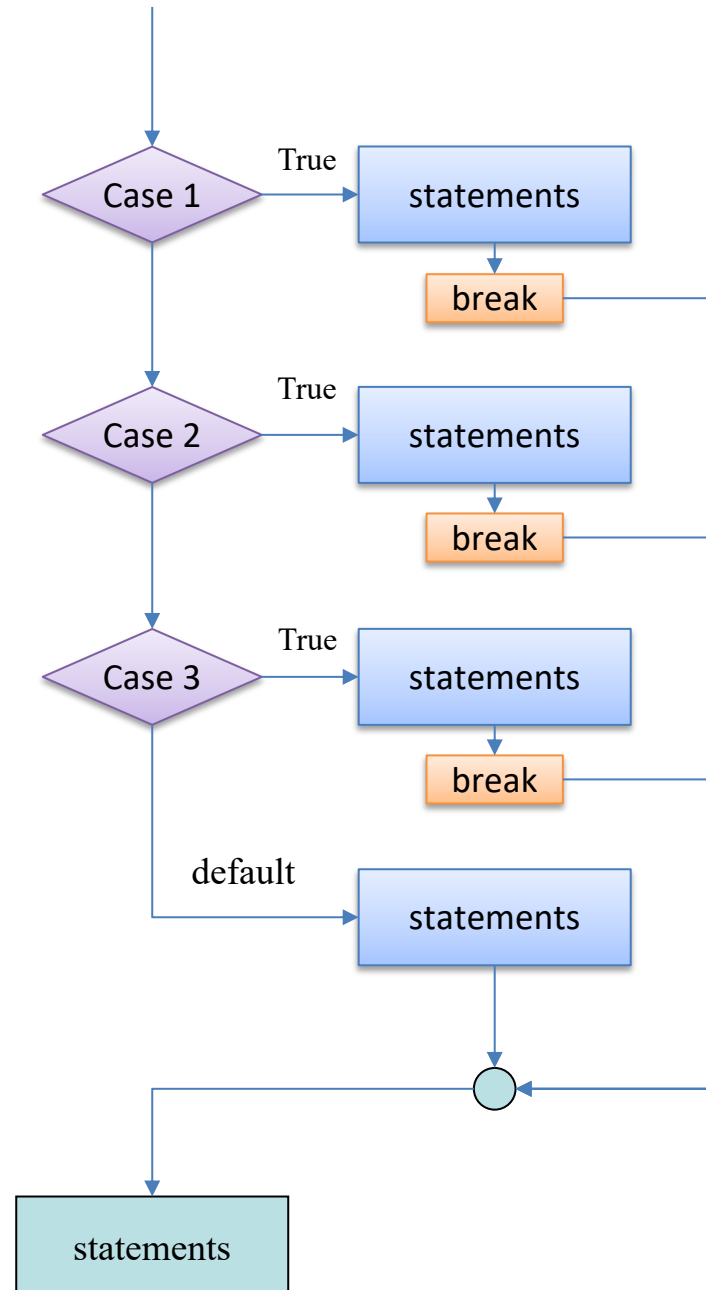 True
Case 1
statements
break
True
Case 2
statements
break
True
Case 3
statements
break
default
statements
statements